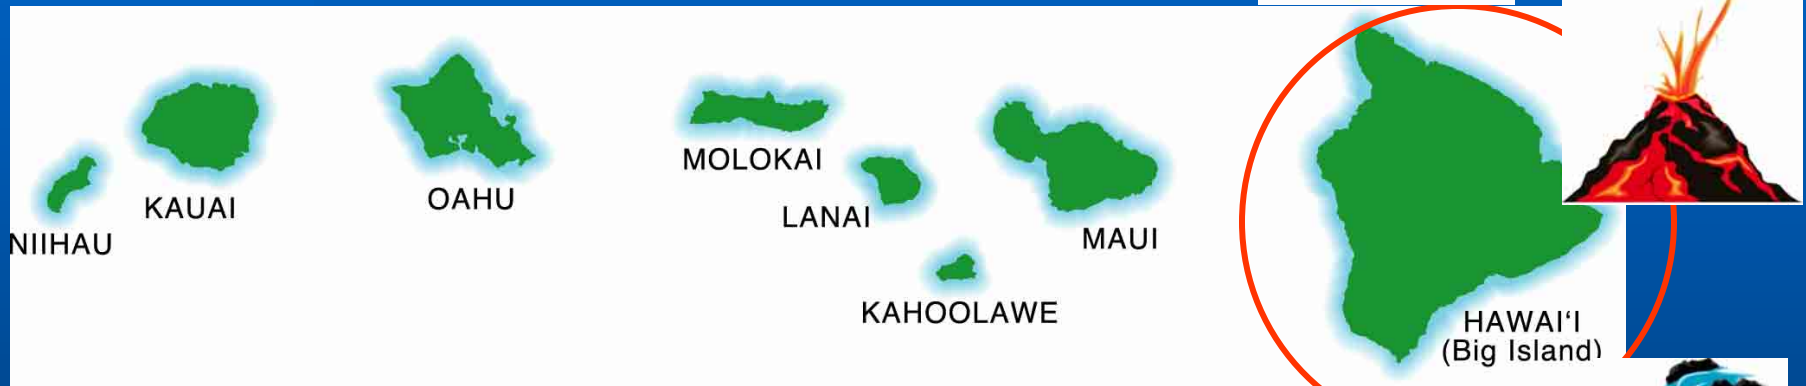 NIIHAU
KAUAI
OAHU
MOLOKAI
LANAI
KAHOOLAWE
MAUI
HAWAI‘I
(Big Island)